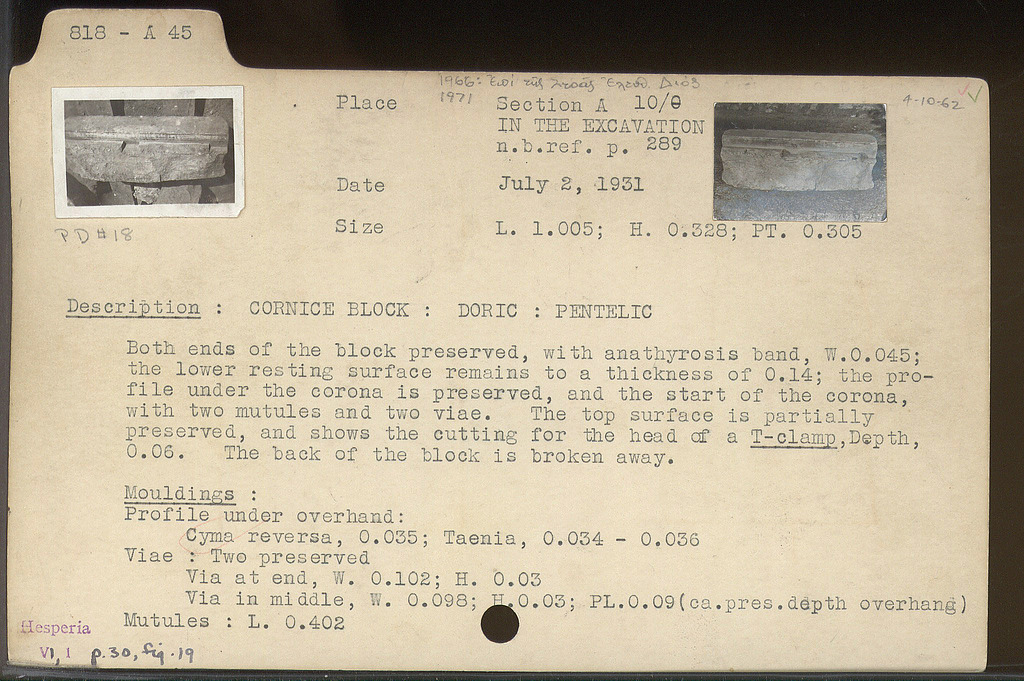 818 - A 45
1966: Ἐπὶ τῆς Στοᾶς Ἐλευθ. Διός
1971
4-10-62
Place Section A 10/Θ
IN THE EXCAVATION
n.b.ref. p. 289
Date July 2, 1931
PD #18
Size L. 1.005; H. 0.328; PT. 0.305
Description : CORNICE BLOCK : DORIC : PENTELIC
Both ends of the block preserved, with anathyrosis band, W.0.045;
the lower resting surface remains to a thickness of 0.14; the pro-
file under the corona is preserved, and the start of the corona,
with two mutules and two viae. The top surface is partially
preserved, and shows the cutting for the head of a T-clamp,Depth,
0.06. The back of the block is broken away.
Mouldings :
Profile under overhand:
Cyma reversa, 0.035; Taenia, 0.034 - 0.036
Viae : Two preserved
Via at end, W. 0.102; H. 0.03
Via in middle, W. 0.098; H.0.03; PL.0.09(ca.pres.depth overhang)
Mutules : L. 0.402
Hesperia
VI, 1 p.30, fig.19